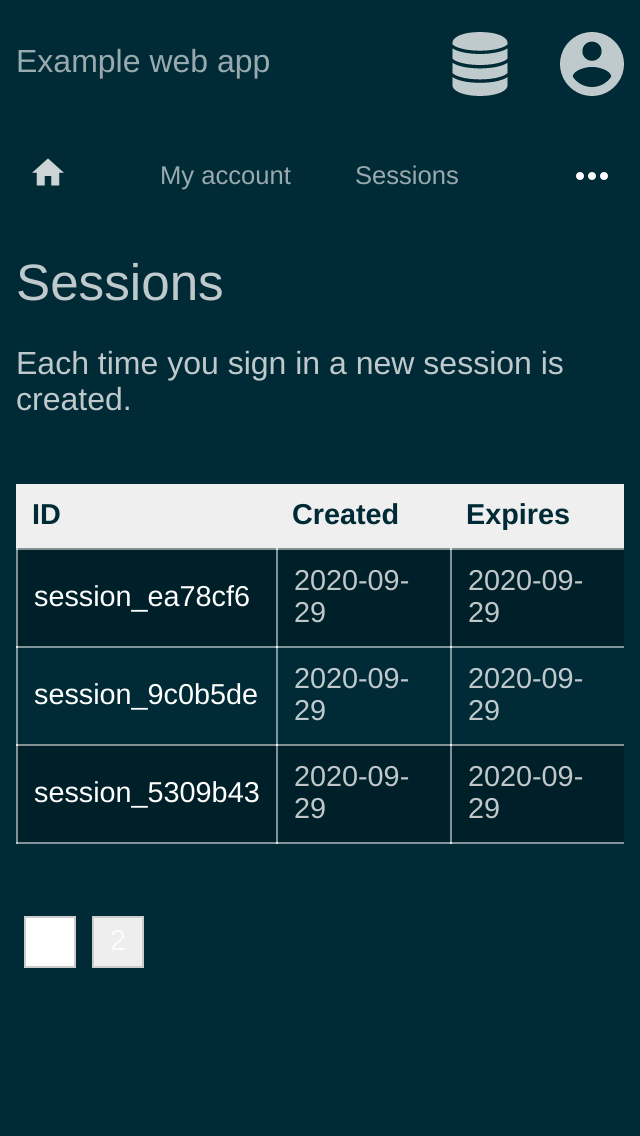 Example web app
My account Sessions
Sessions
Each time you sign in a new session is
created.
ID Created Expires
session_ea78cf6 2020-09-29 2020-09-29
session_9c0b5de 2020-09-29 2020-09-29
session_5309b43 2020-09-29 2020-09-29
2